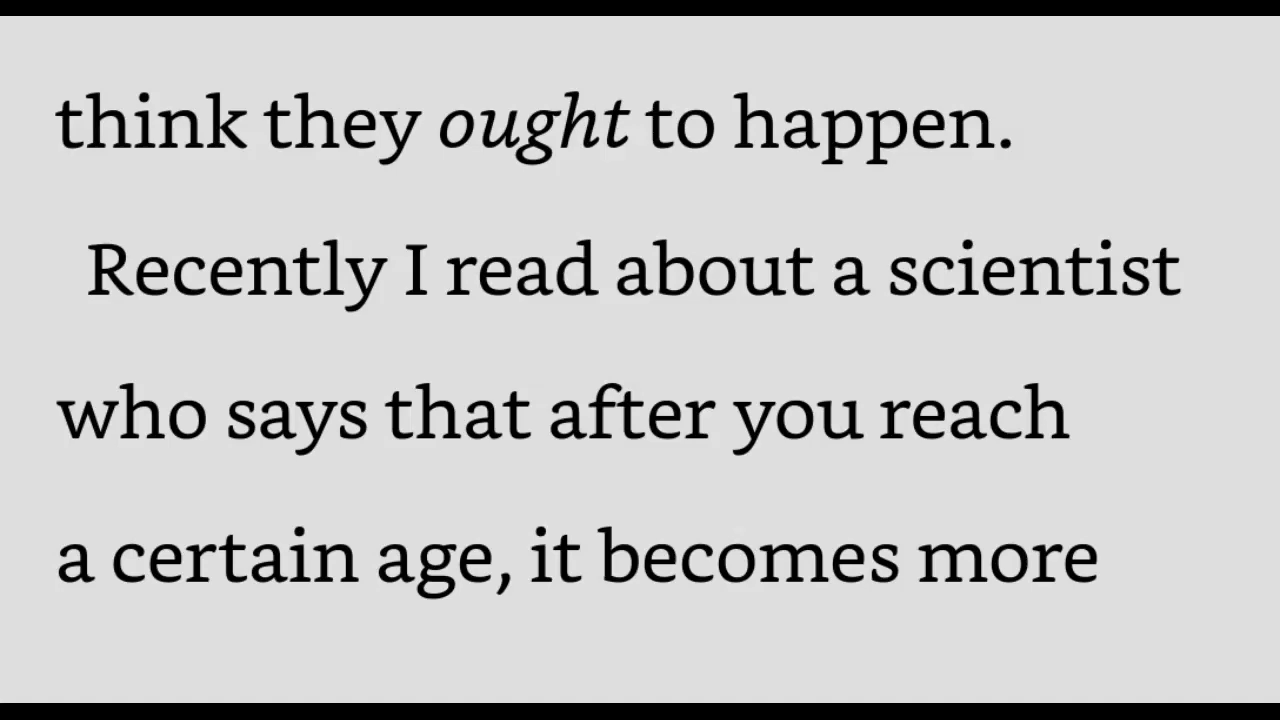 think they ought to happen.
Recently I read about a scientist
who says that after you reach
a certain age, it becomes more